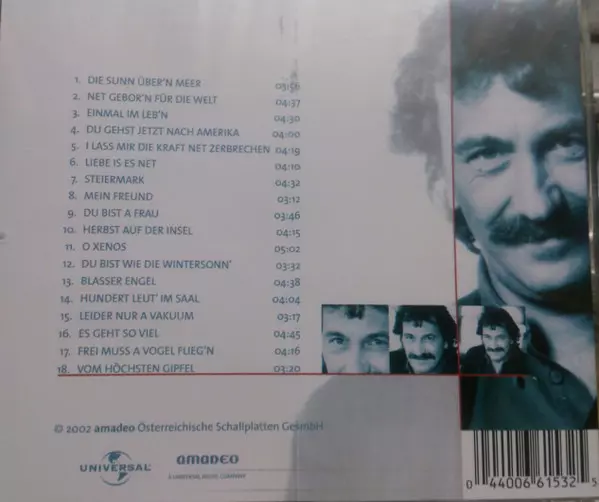 1. DIE SUNN ÜBER'N MEER 03:56
2. NET GEBOR'N FÜR DIE WELT 04:37
3. EINMAL IM LEB'N 04:30
4. DU GEHST JETZT NACH AMERIKA 04:00
5. I LASS MIR DIE KRAFT NET ZERBRECHEN 04:19
6. LIEBE IS ES NET 04:10
7. STEIERMARK 04:32
8. MEIN FREUND 03:12
9. DU BIST A FRAU 03:46
10. HERBST AUF DER INSEL 04:15
11. O XENOS 05:02
12. DU BIST WIE DIE WINTERSONN' 03:32
13. BLASSER ENGEL 04:38
14. HUNDERT LEUT' IM SAAL 04:04
15. LEIDER NUR A VAKUUM 03:17
16. ES GEHT SO VIEL 04:45
17. FREI MUSS A VOGEL FLIEG'N 04:16
18. VOM HÖCHSTEN GIPFEL 03:20
© 2002 amadeo Österreichische Schallplatten GesmbH
UNIVERSAL
AMADEO
A UNIVERSAL MUSIC COMPANY
0 44006 61532 5